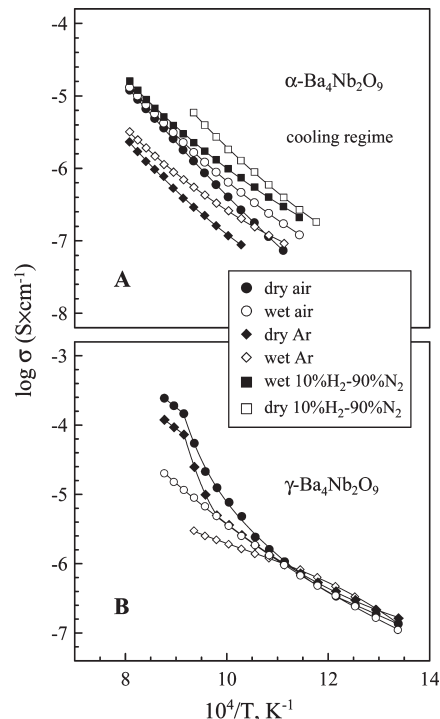 -4
-5
-6
-7
-8
α-Ba₄Nb₂O₉
cooling regime
A
dry air
wet air
dry Ar
wet Ar
wet 10%H₂-90%N₂
dry 10%H₂-90%N₂
log σ (S×cm⁻¹)
-3
-4
-5
-6
-7
γ-Ba₄Nb₂O₉
B
8
10
12
14
10⁴/T, K⁻¹